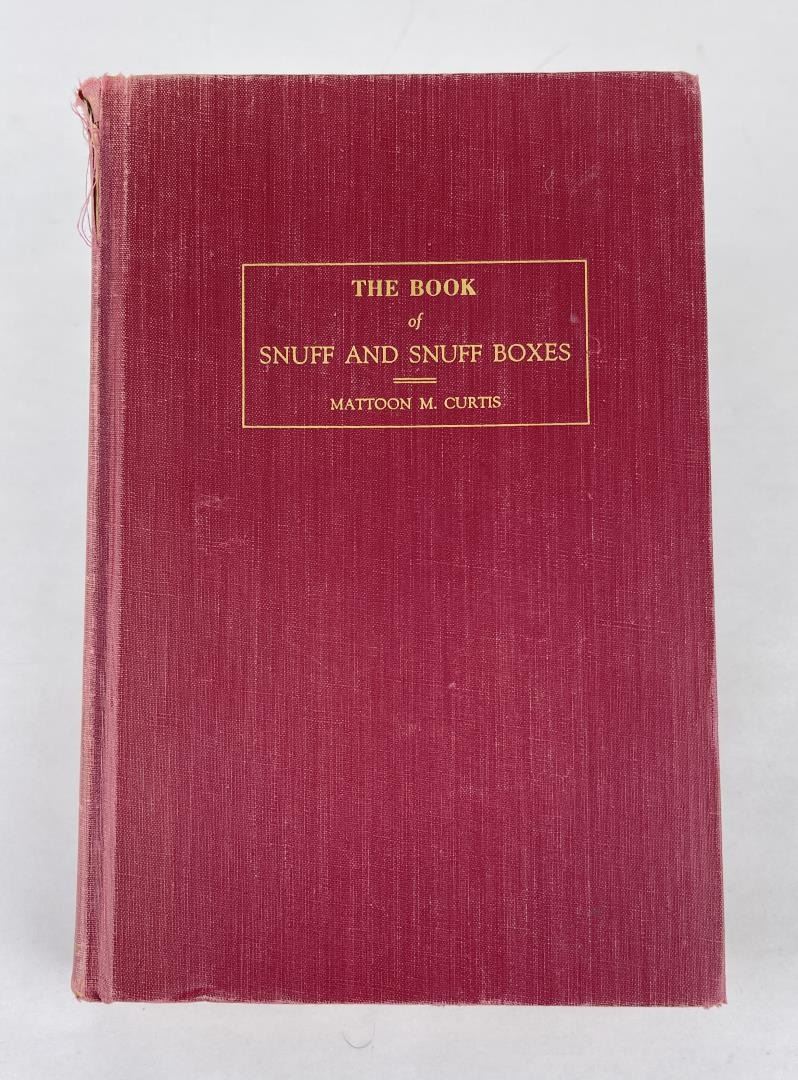 THE BOOK
of
SNUFF AND SNUFF BOXES
MATTOON M. CURTIS